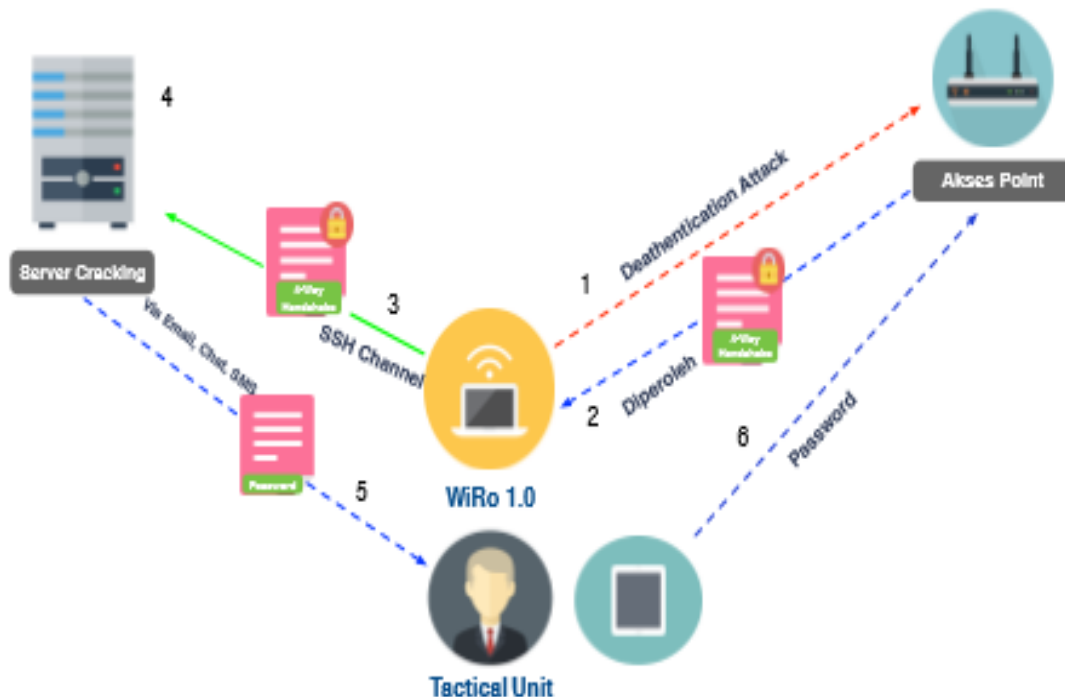 4
Akses Point
Deathentication Attack
1
4-Way
Handshake
Server Cracking
3
4-Way
Handshake
SSH Channel
Via Email, Chat, SMS
2
Diperoleh
6
Password
Password
5
WiRo 1.0
Tactical Unit